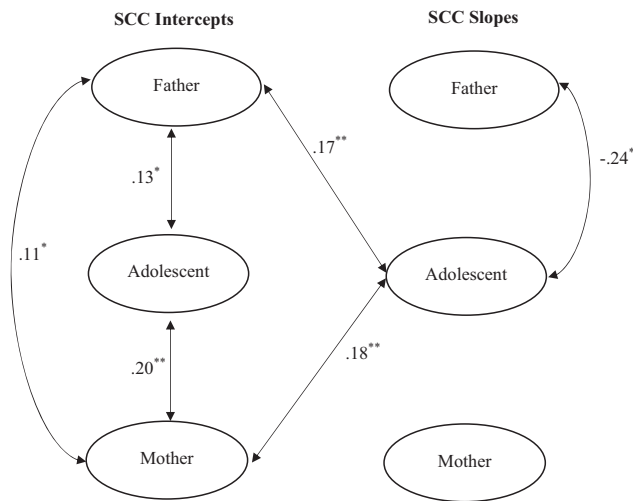 SCC Intercepts
SCC Slopes
Father
Father
.17**
-.24*
.13*
.11*
Adolescent
Adolescent
.20**
.18**
Mother
Mother